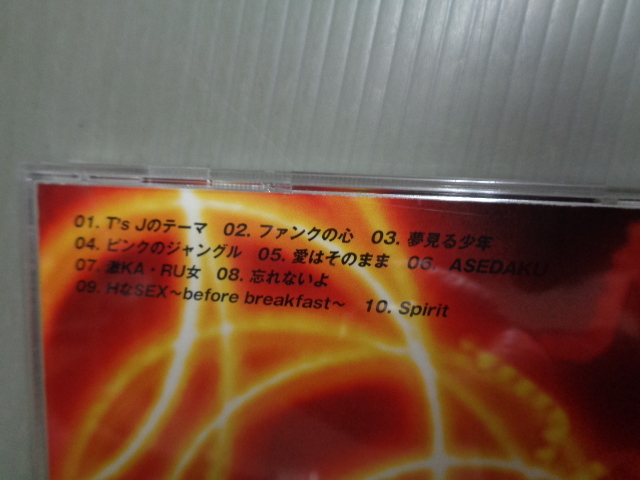 01. T's Jのテーマ 02. ファンクの心 03. 夢見る少年
04. ピンクのジャングル 05. 愛はそのまま 06. ASEDAKU
07. 激KA・RU女 08. 忘れないよ
09. HなSEX〜before breakfast〜 10. Spirit